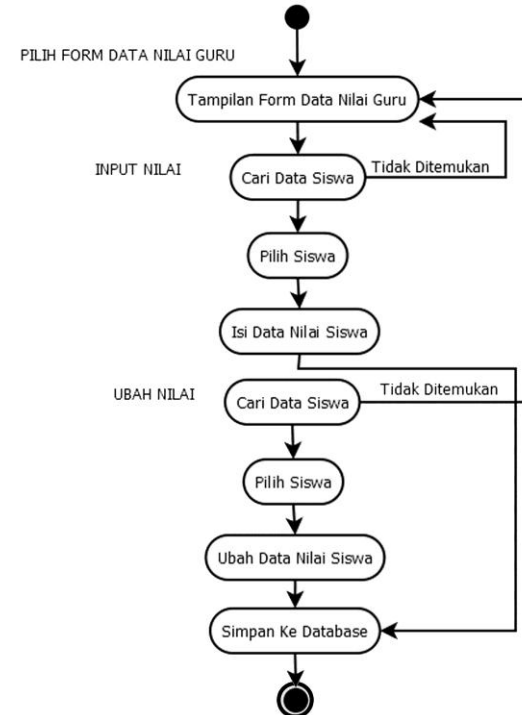 PILIH FORM DATA NILAI GURU
Tampilan Form Data Nilai Guru
INPUT NILAI
Cari Data Siswa
Tidak Ditemukan
Pilih Siswa
Isi Data Nilai Siswa
UBAH NILAI
Cari Data Siswa
Tidak Ditemukan
Pilih Siswa
Ubah Data Nilai Siswa
Simpan Ke Database